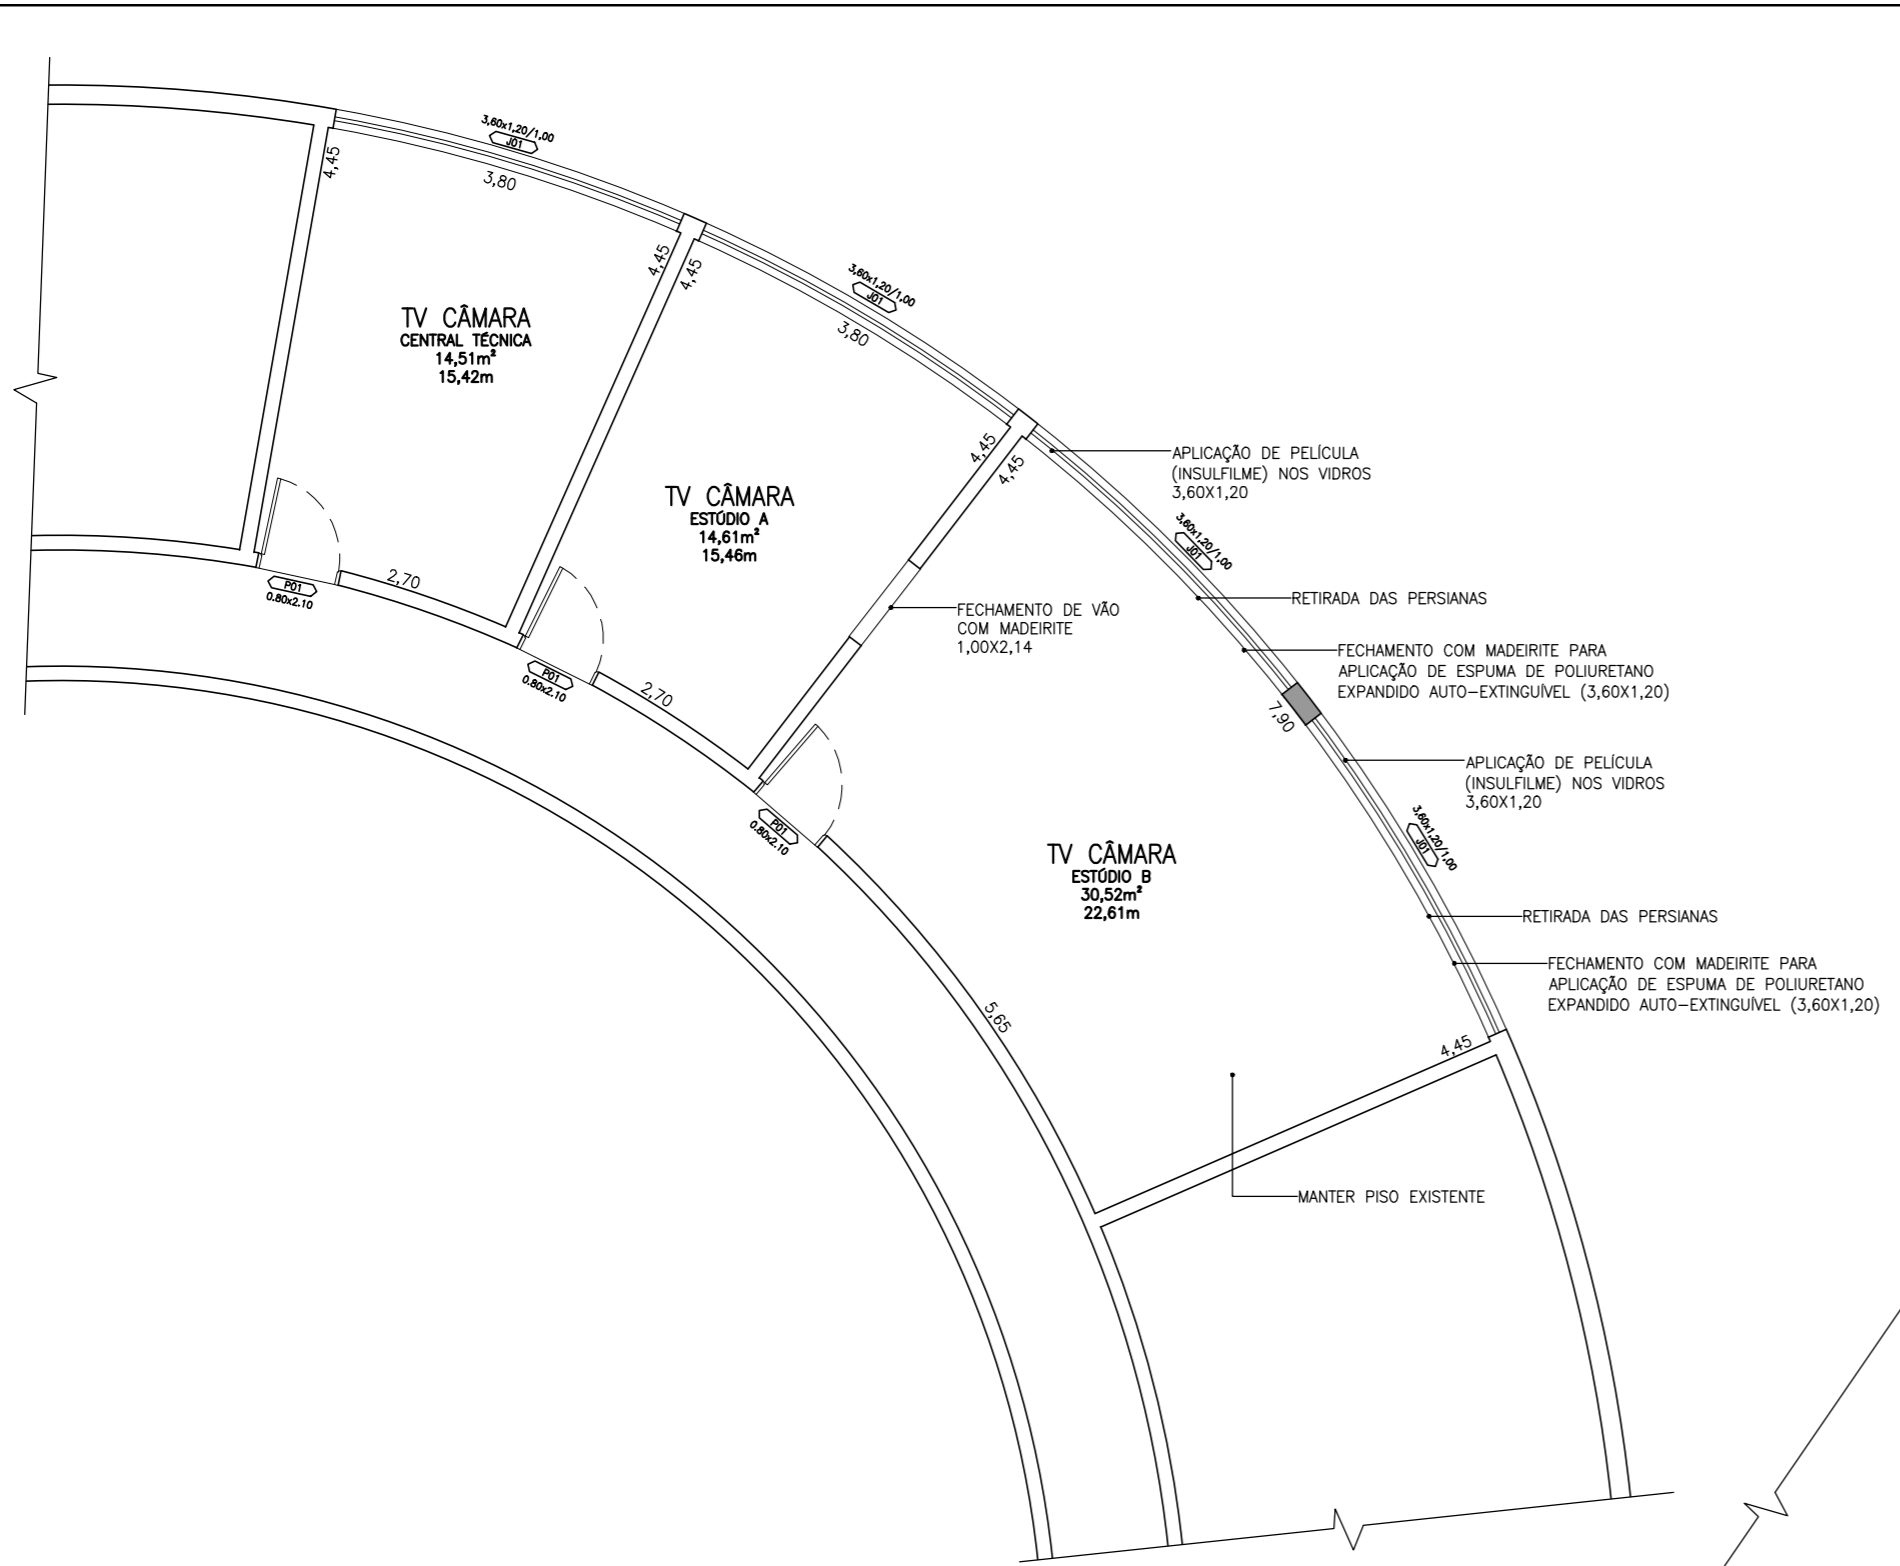 3,60x1,20/1,00
J01
4,45
3,80
4,45
4,45
TV CÂMARA
CENTRAL TÉCNICA
14,51m²
15,42m
3,60x1,20/1,00
J01
3,80
P01
0.80x2.10
2,70
TV CÂMARA
ESTÚDIO A
14,61m²
15,46m
4,45
4,45
APLICAÇÃO DE PELÍCULA
(INSULFILME) NOS VIDROS
3,60X1,20
3,60x1,20/1,00
J01
RETIRADA DAS PERSIANAS
FECHAMENTO DE VÃO
COM MADEIRITE
1,00X2,14
FECHAMENTO COM MADEIRITE PARA
APLICAÇÃO DE ESPUMA DE POLIURETANO
EXPANDIDO AUTO-EXTINGUÍVEL (3,60X1,20)
P01
0.80x2.10
2,70
7,90
APLICAÇÃO DE PELÍCULA
(INSULFILME) NOS VIDROS
3,60X1,20
P01
0.80x2.10
3,60x1,20/1,00
J01
TV CÂMARA
ESTÚDIO B
30,52m²
22,61m
RETIRADA DAS PERSIANAS
FECHAMENTO COM MADEIRITE PARA
APLICAÇÃO DE ESPUMA DE POLIURETANO
EXPANDIDO AUTO-EXTINGUÍVEL (3,60X1,20)
5,65
4,45
MANTER PISO EXISTENTE